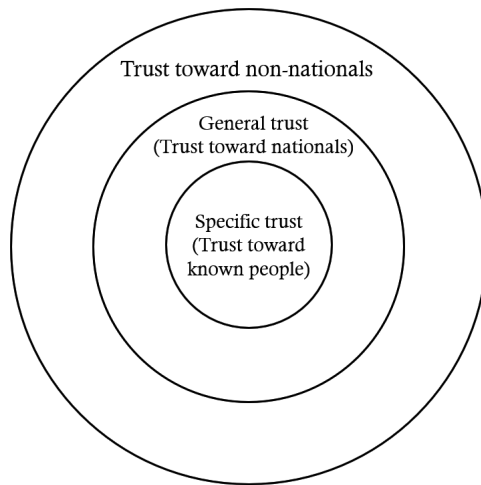 Trust toward non-nationals
General trust
(Trust toward nationals)
Specific trust
(Trust toward
known people)